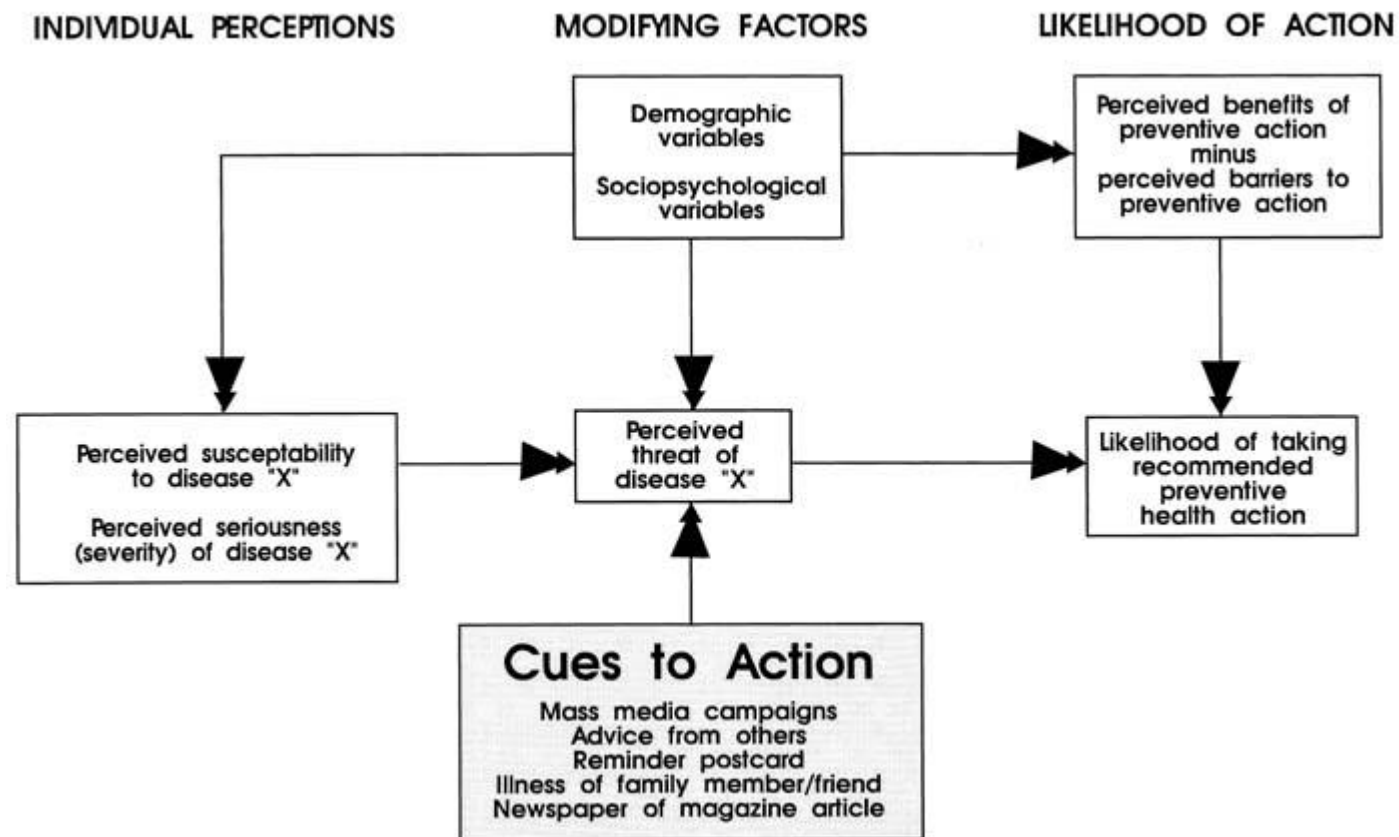 INDIVIDUAL PERCEPTIONS
MODIFYING FACTORS
LIKELIHOOD OF ACTION
Demographic
variables
Sociopsychological
variables
Perceived benefits of
preventive action
minus
perceived barriers to
preventive action
Perceived susceptability
to disease "X"
Perceived seriousness
(severity) of disease "X"
Perceived
threat of
disease "X"
Likelihood of taking
recommended
preventive
health action
Cues to Action
Mass media campaigns
Advice from others
Reminder postcard
Illness of family member/friend
Newspaper of magazine article